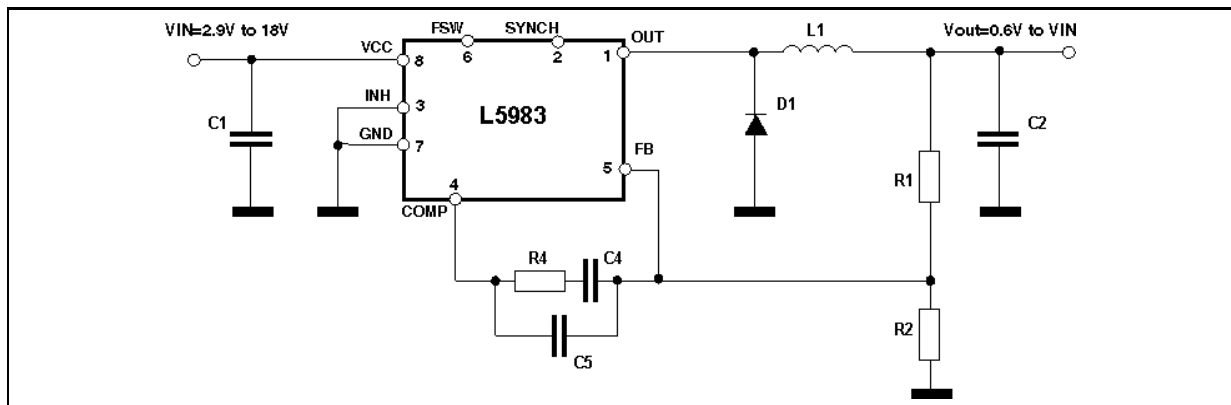 VIN=2.9V to 18V
FSW
SYNCH
OUT
L1
Vout=0.6V to VIN
VCC
8
6
2
1
INH
3
L5983
D1
C1
C2
GND
7
FB
5
R1
4
COMP
R4
C4
R2
C5